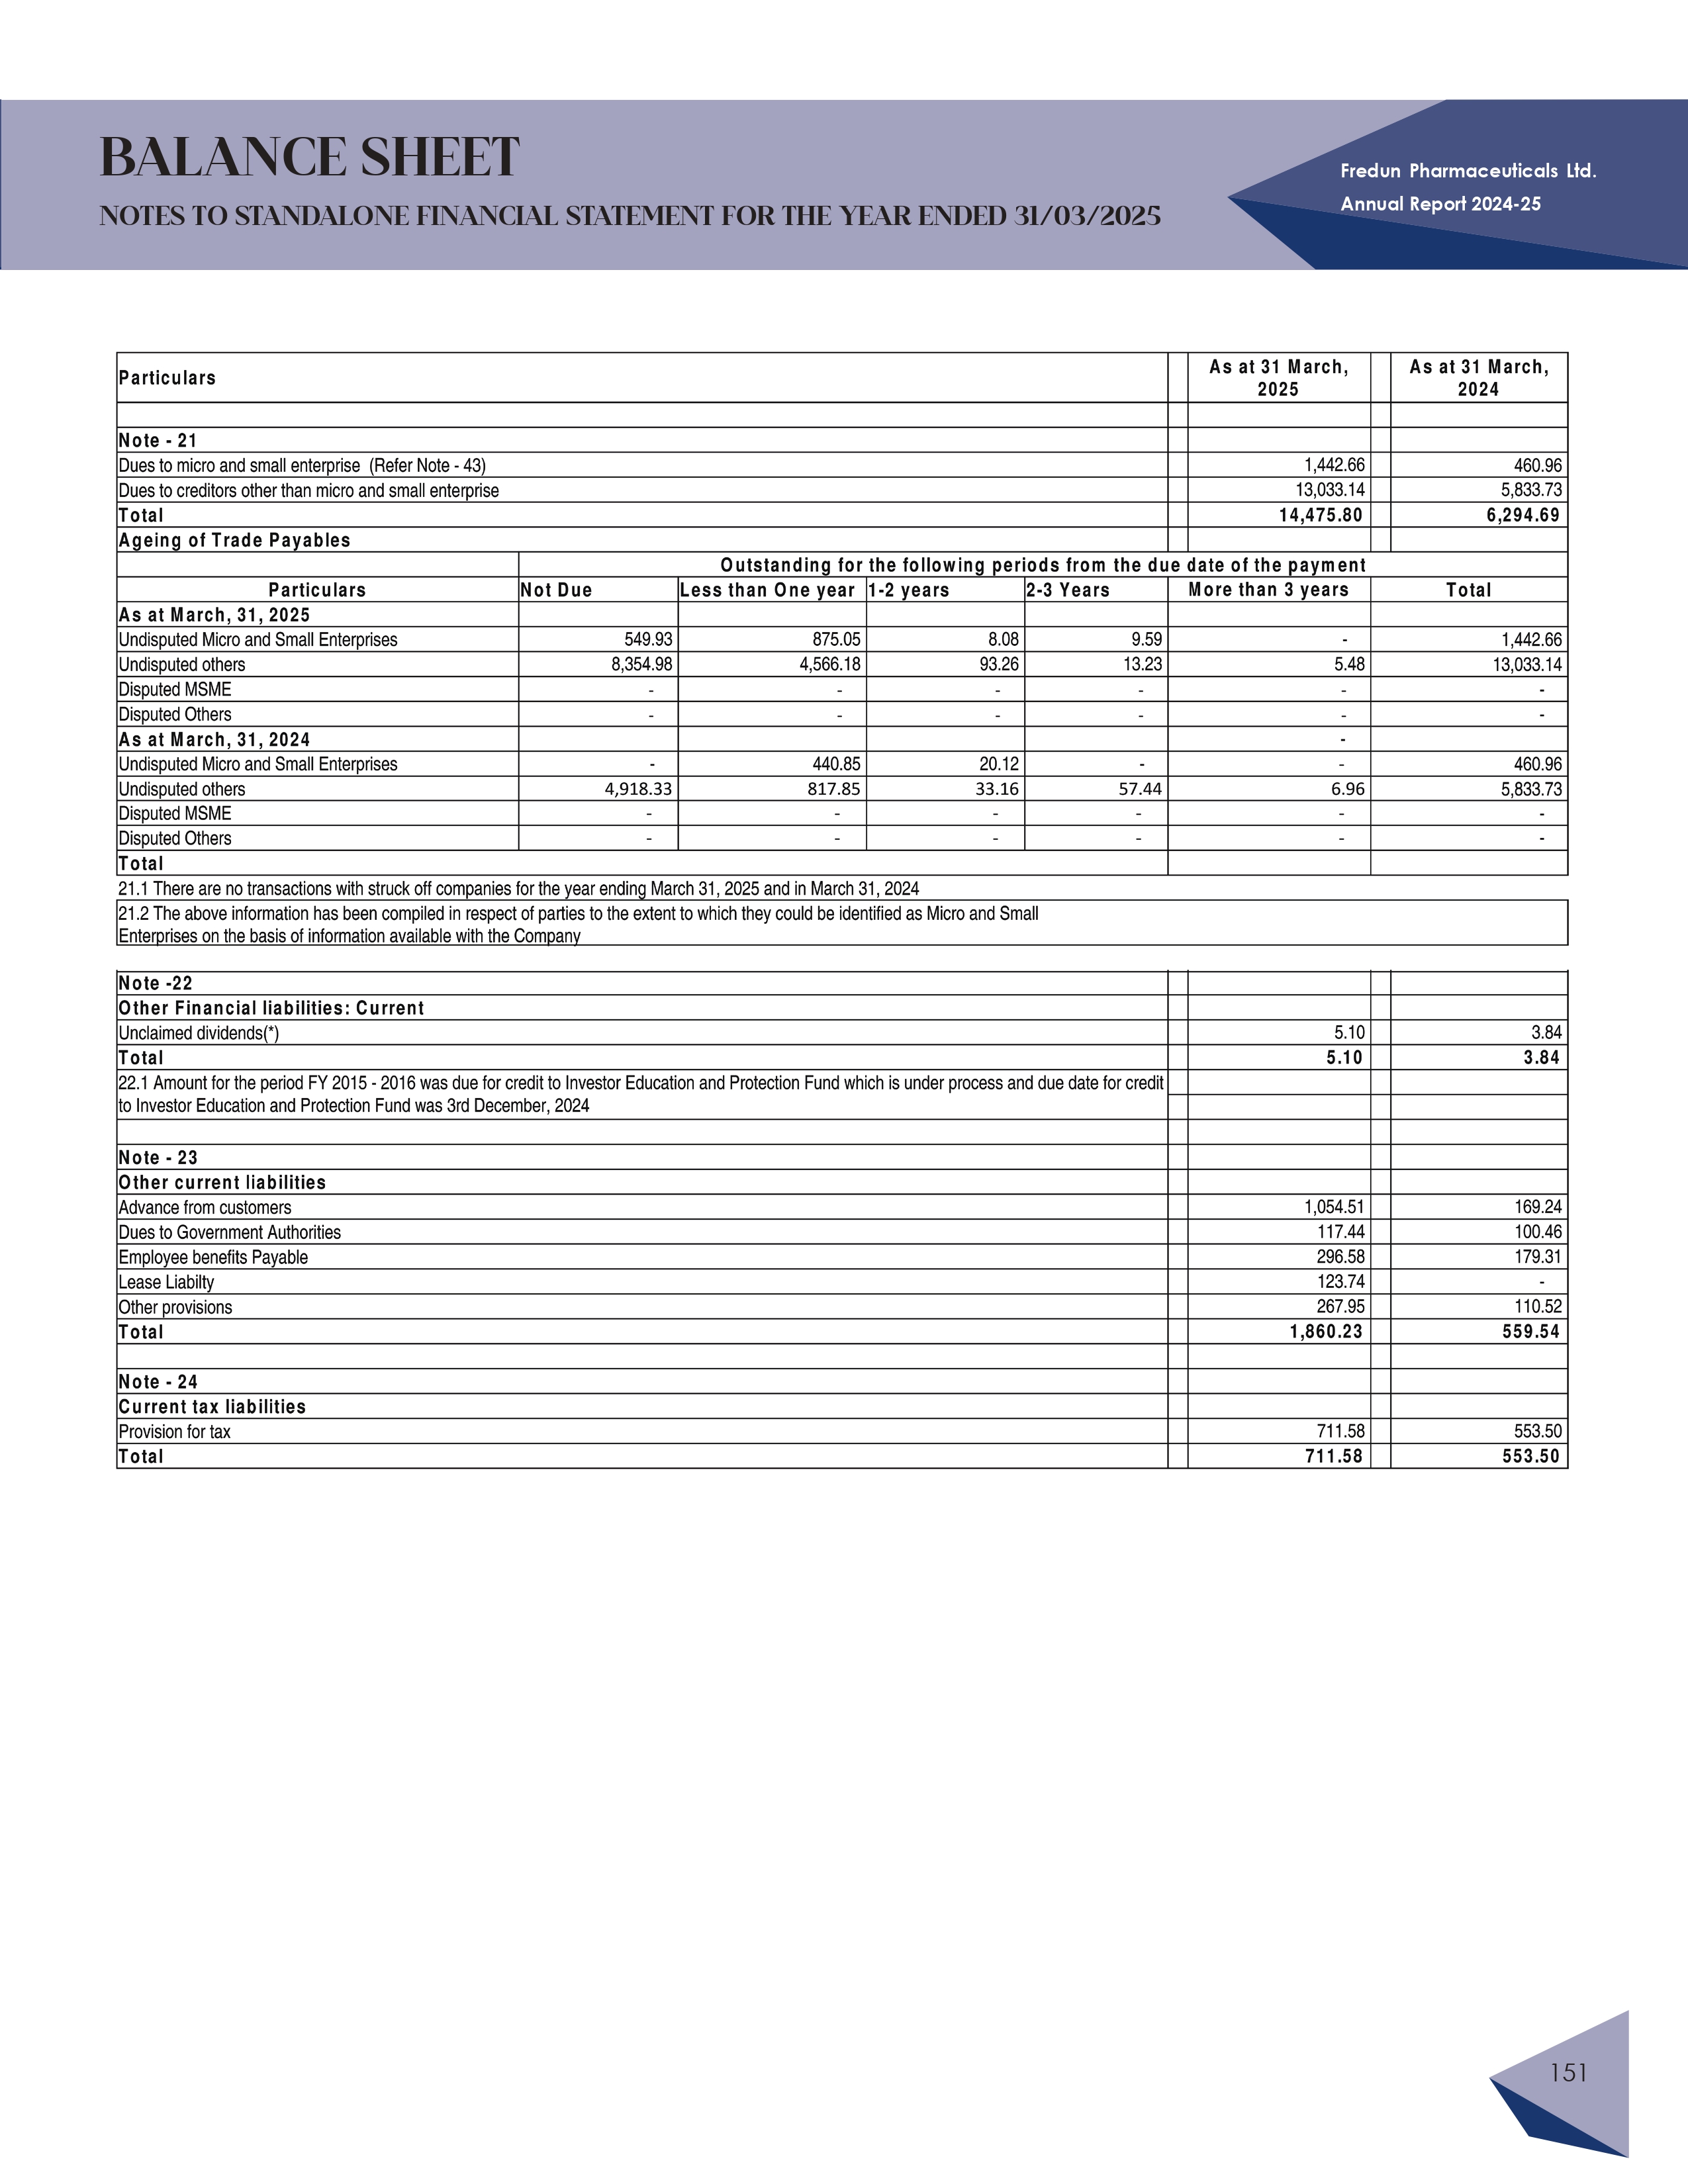 BALANCE SHEET
NOTES TO STANDALONE FINANCIAL STATEMENT FOR THE YEAR ENDED 31/03/2025
Fredun Pharmaceuticals Ltd.
Annual Report 2024-25
Particulars As at 31 March, 2025 As at 31 March, 2024
Note - 21
Dues to micro and small enterprise (Refer Note - 43) 1,442.66 460.96
Dues to creditors other than micro and small enterprise 13,033.14 5,833.73
Total 14,475.80 6,294.69
Ageing of Trade Payables
Outstanding for the following periods from the due date of the payment
Particulars Not Due Less than One year 1-2 years 2-3 Years More than 3 years Total
As at March, 31, 2025
Undisputed Micro and Small Enterprises 549.93 875.05 8.08 9.59 - 1,442.66
Undisputed others 8,354.98 4,566.18 93.26 13.23 5.48 13,033.14
Disputed MSME - - - - - -
Disputed Others - - - - - -
As at March, 31, 2024 -
Undisputed Micro and Small Enterprises - 440.85 20.12 - - 460.96
Undisputed others 4,918.33 817.85 33.16 57.44 6.96 5,833.73
Disputed MSME - - - - - -
Disputed Others - - - - - -
Total
21.1 There are no transactions with struck off companies for the year ending March 31, 2025 and in March 31, 2024
21.2 The above information has been compiled in respect of parties to the extent to which they could be identified as Micro and Small
Enterprises on the basis of information available with the Company
Note -22
Other Financial liabilities: Current
Unclaimed dividends(*) 5.10 3.84
Total 5.10 3.84
22.1 Amount for the period FY 2015 - 2016 was due for credit to Investor Education and Protection Fund which is under process and due date for credit
to Investor Education and Protection Fund was 3rd December, 2024
Note - 23
Other current liabilities
Advance from customers 1,054.51 169.24
Dues to Government Authorities 117.44 100.46
Employee benefits Payable 296.58 179.31
Lease Liabilty 123.74 -
Other provisions 267.95 110.52
Total 1,860.23 559.54
Note - 24
Current tax liabilities
Provision for tax 711.58 553.50
Total 711.58 553.50
151